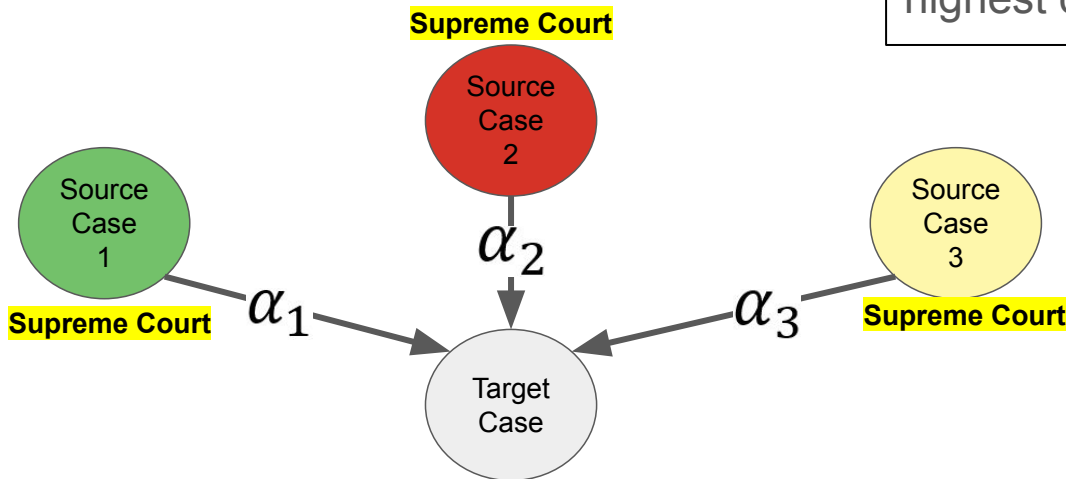 highest
Supreme Court
Source
Case
2
Source
Case
1
Source
Case
3
α₂
α₁
α₃
Supreme Court
Supreme Court
Target
Case